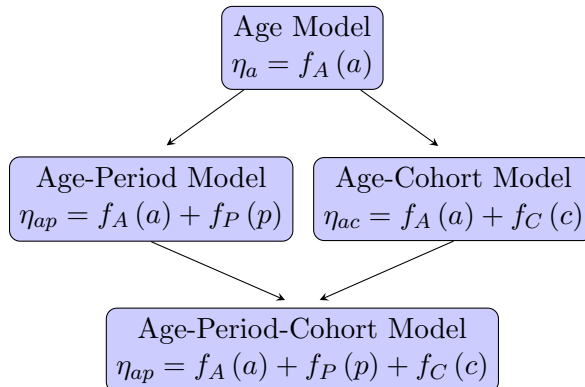 Age Model
η_a = f_A (a)
Age-Period Model
η_ap = f_A (a) + f_P (p)
Age-Cohort Model
η_ac = f_A (a) + f_C (c)
Age-Period-Cohort Model
η_ap = f_A (a) + f_P (p) + f_C (c)